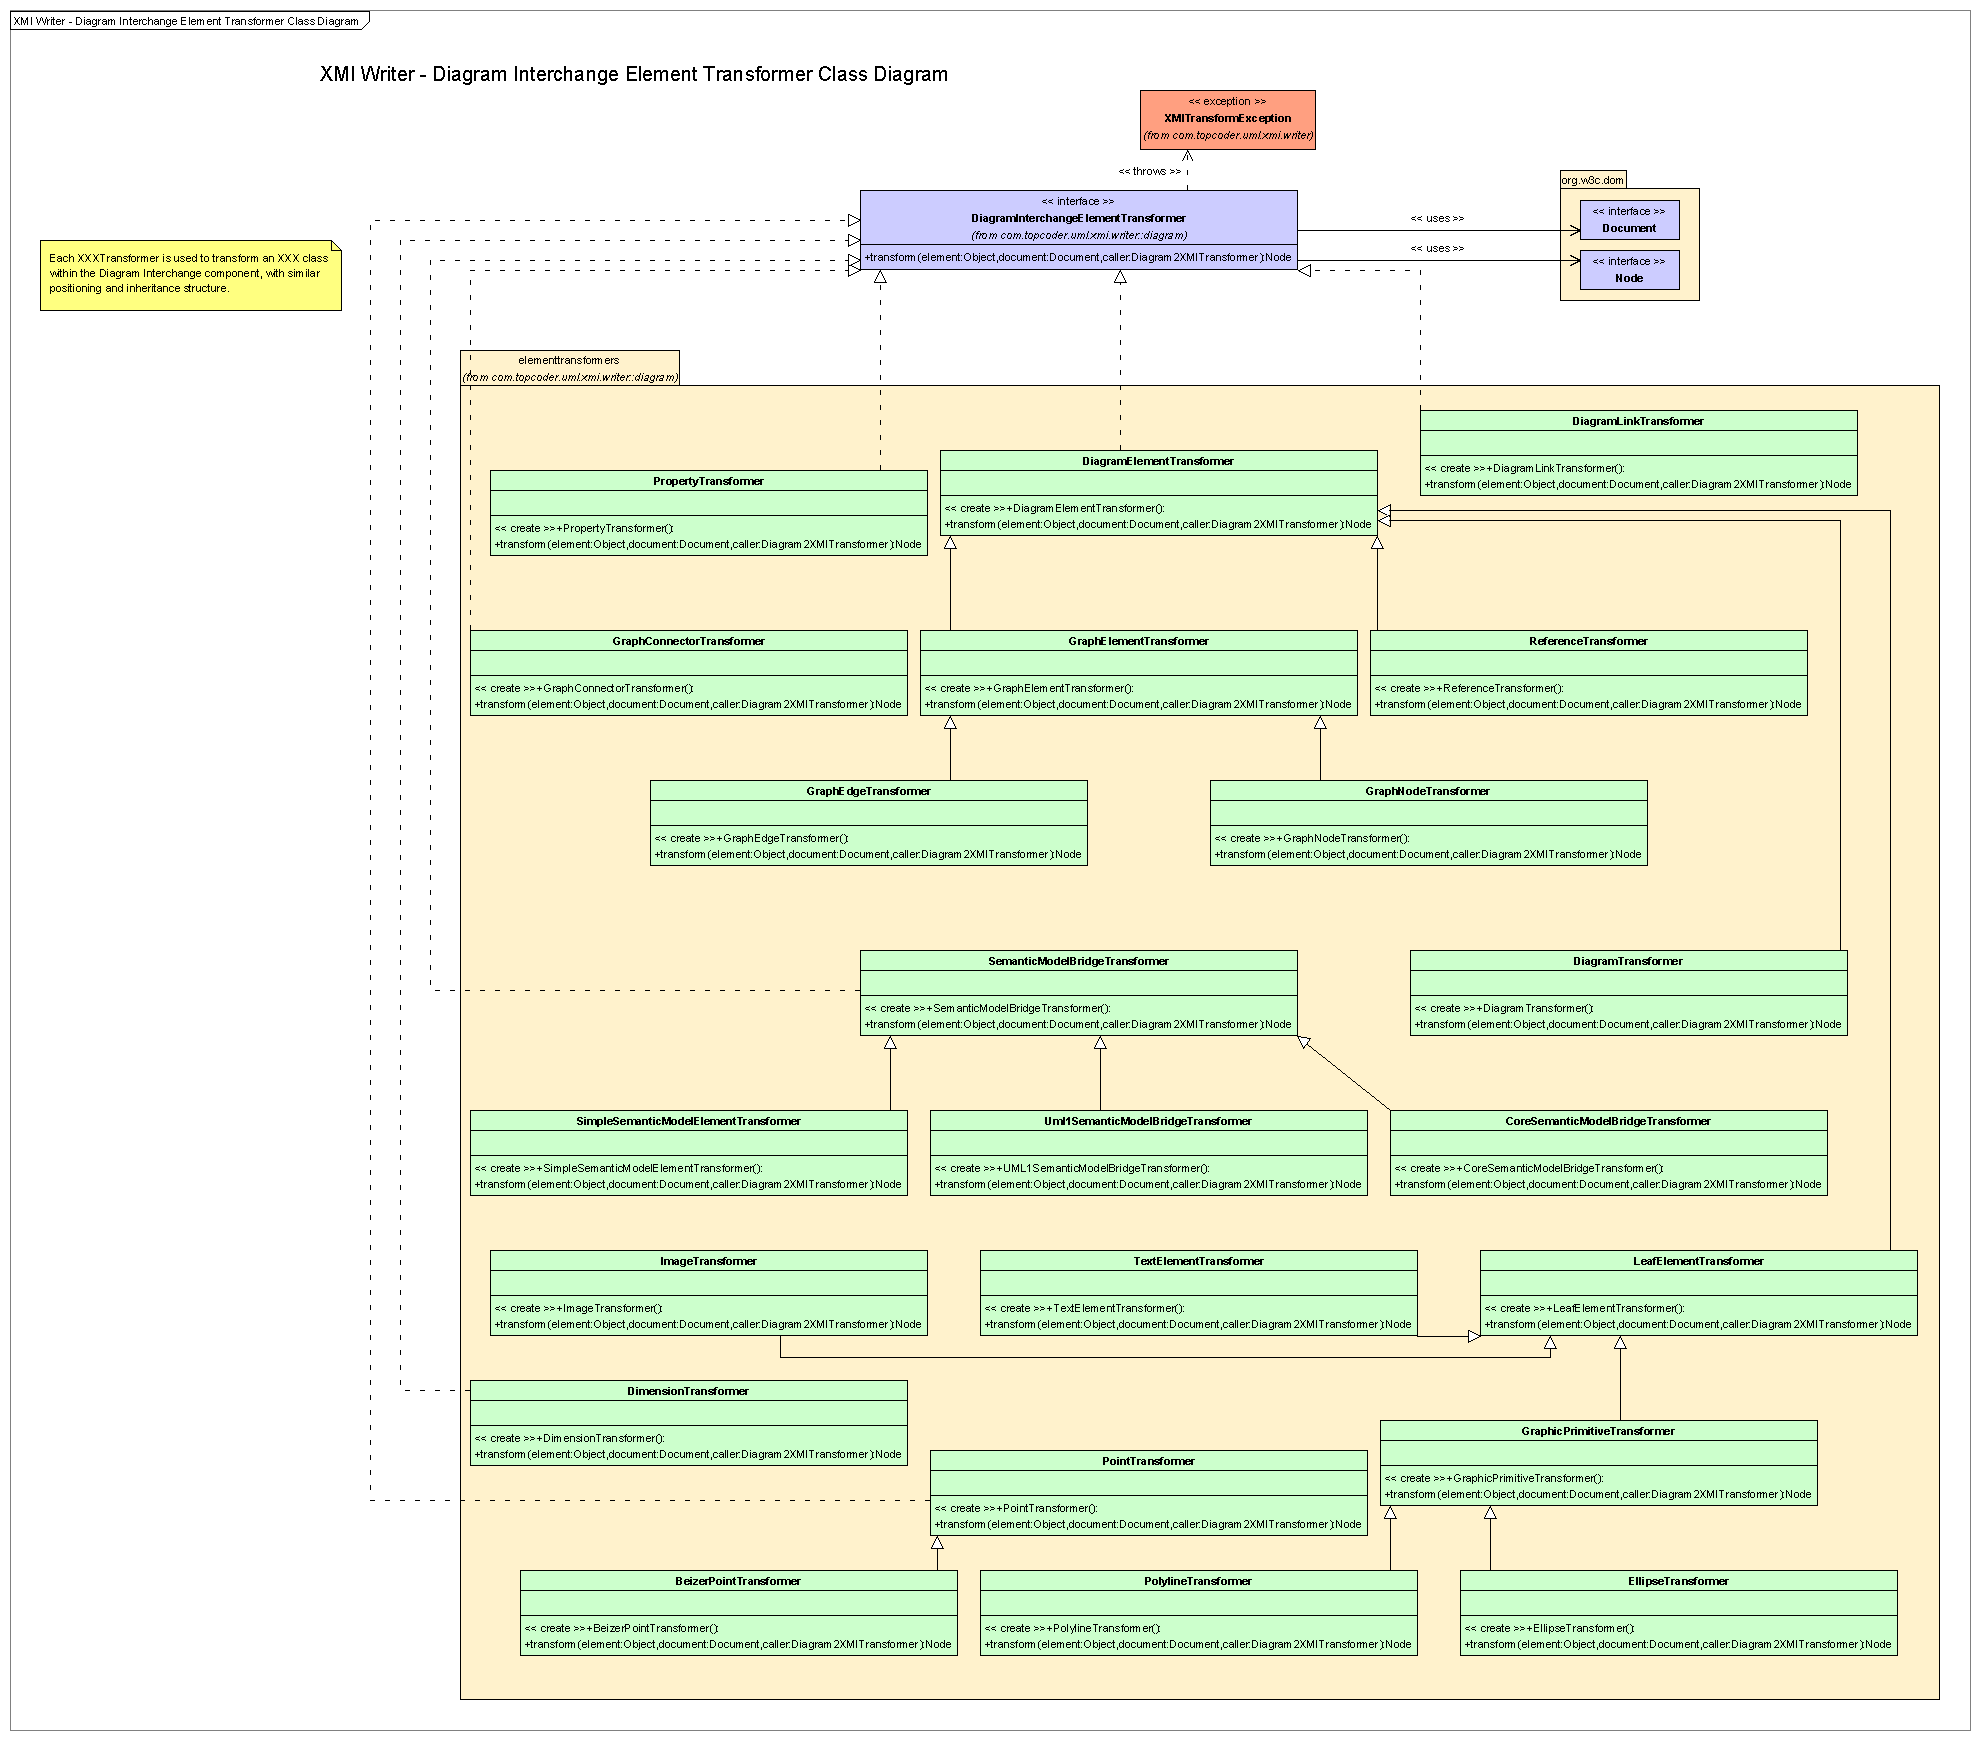 XMI Writer - Diagram Interchange Element Transformer Class Diagram
XMI Writer - Diagram Interchange Element Transformer Class Diagram
<< exception >>
XMITransformException
(from com.topcoder.uml.xmi.writer)
<< throws >>
org.w3c.dom
<< interface >>
Document
<< interface >>
Node
<< uses >>
<< uses >>
<< interface >>
DiagramInterchangeElementTransformer
(from com.topcoder.uml.xmi.writer::diagram)
+transform(element:Object,document:Document,caller:Diagram2XMITransformer):Node
Each XXXTransformer is used to transform an XXX class
within the Diagram Interchange component, with similar
positioning and inheritance structure.
elementtransformers
(from com.topcoder.uml.xmi.writer::diagram)
DiagramLinkTransformer
<< create >>+DiagramLinkTransformer():
+transform(element:Object,document:Document,caller:Diagram2XMITransformer):Node
DiagramElementTransformer
<< create >>+DiagramElementTransformer():
+transform(element:Object,document:Document,caller:Diagram2XMITransformer):Node
PropertyTransformer
<< create >>+PropertyTransformer():
+transform(element:Object,document:Document,caller:Diagram2XMITransformer):Node
GraphConnectorTransformer
<< create >>+GraphConnectorTransformer():
+transform(element:Object,document:Document,caller:Diagram2XMITransformer):Node
GraphElementTransformer
<< create >>+GraphElementTransformer():
+transform(element:Object,document:Document,caller:Diagram2XMITransformer):Node
ReferenceTransformer
<< create >>+ReferenceTransformer():
+transform(element:Object,document:Document,caller:Diagram2XMITransformer):Node
GraphEdgeTransformer
<< create >>+GraphEdgeTransformer():
+transform(element:Object,document:Document,caller:Diagram2XMITransformer):Node
GraphNodeTransformer
<< create >>+GraphNodeTransformer():
+transform(element:Object,document:Document,caller:Diagram2XMITransformer):Node
SemanticModelBridgeTransformer
<< create >>+SemanticModelBridgeTransformer():
+transform(element:Object,document:Document,caller:Diagram2XMITransformer):Node
DiagramTransformer
<< create >>+DiagramTransformer():
+transform(element:Object,document:Document,caller:Diagram2XMITransformer):Node
SimpleSemanticModelElementTransformer
<< create >>+SimpleSemanticModelElementTransformer():
+transform(element:Object,document:Document,caller:Diagram2XMITransformer):Node
Uml1SemanticModelBridgeTransformer
<< create >>+UML1SemanticModelBridgeTransformer():
+transform(element:Object,document:Document,caller:Diagram2XMITransformer):Node
CoreSemanticModelBridgeTransformer
<< create >>+CoreSemanticModelBridgeTransformer():
+transform(element:Object,document:Document,caller:Diagram2XMITransformer):Node
ImageTransformer
<< create >>+ImageTransformer():
+transform(element:Object,document:Document,caller:Diagram2XMITransformer):Node
TextElementTransformer
<< create >>+TextElementTransformer():
+transform(element:Object,document:Document,caller:Diagram2XMITransformer):Node
LeafElementTransformer
<< create >>+LeafElementTransformer():
+transform(element:Object,document:Document,caller:Diagram2XMITransformer):Node
DimensionTransformer
<< create >>+DimensionTransformer():
+transform(element:Object,document:Document,caller:Diagram2XMITransformer):Node
PointTransformer
<< create >>+PointTransformer():
+transform(element:Object,document:Document,caller:Diagram2XMITransformer):Node
GraphicPrimitiveTransformer
<< create >>+GraphicPrimitiveTransformer():
+transform(element:Object,document:Document,caller:Diagram2XMITransformer):Node
BeizerPointTransformer
<< create >>+BeizerPointTransformer():
+transform(element:Object,document:Document,caller:Diagram2XMITransformer):Node
PolylineTransformer
<< create >>+PolylineTransformer():
+transform(element:Object,document:Document,caller:Diagram2XMITransformer):Node
EllipseTransformer
<< create >>+EllipseTransformer():
+transform(element:Object,document:Document,caller:Diagram2XMITransformer):Node